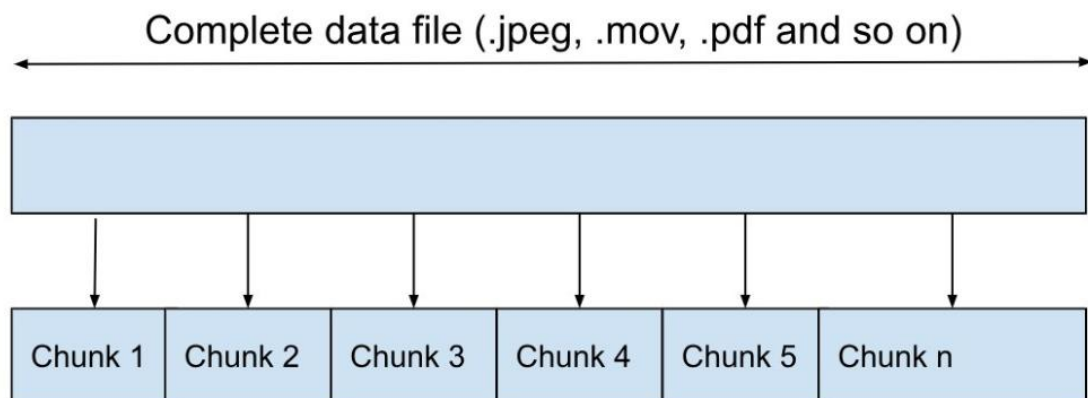 Complete data file (.jpeg, .mov, .pdf and so on)
Chunk 1 Chunk 2 Chunk 3 Chunk 4 Chunk 5 Chunk n